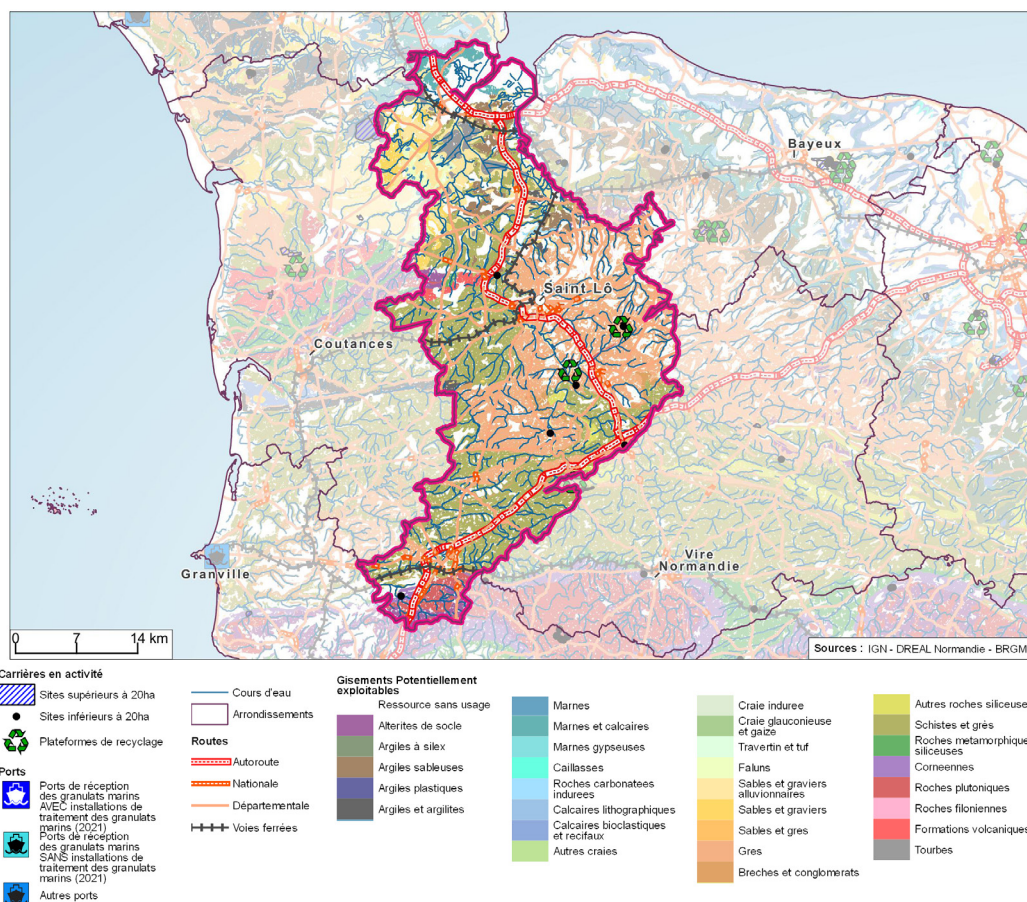 Bayeux
Saint Lô
Coutances
Vire
Normandie
Granville
0 7 14 km
Sources : IGN - DREAL Normandie - BRGM
Carrières en activité
Sites supérieurs à 20ha
Sites inférieurs à 20ha
Plateformes de recyclage
Ports
Ports de réception
des granulats marins
AVEC installations de
traitement des granulats
marins (2021)
Ports de réception
des granulats marins
SANS installations de
traitement des granulats
marins (2021)
Autres ports
Cours d'eau
Arrondissements
Routes
Autoroute
Nationale
Départementale
Voies ferrées
Gisements Potentiellement
exploitables
Ressource sans usage
Alterites de socle
Argiles à silex
Argiles sableuses
Argiles plastiques
Argiles et argilites
Marnes
Marnes et calcaires
Marnes gypseuses
Caillasses
Roches carbonatees
indurees
Calcaires lithographiques
Calcaires bioclastiques
et recifaux
Autres craies
Craie induree
Craie glauconieuse
et gaize
Travertin et tuf
Faluns
Sables et graviers
alluvionnaires
Sables et graviers
Sables et gres
Gres
Breches et conglomerats
Autres roches siliceuse
Schistes et grès
Roches metamorphique
siliceuses
Corneennes
Roches plutoniques
Roches filoniennes
Formations volcaniques
Tourbes